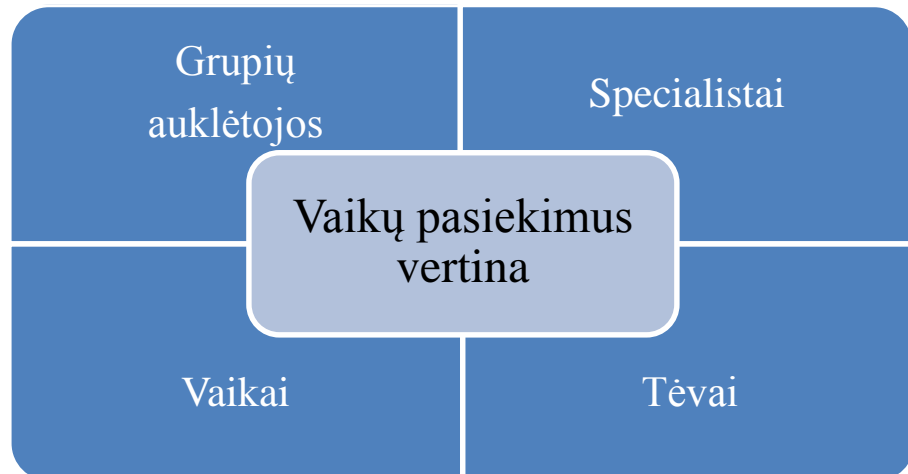 Grupių
auklėtojos
Specialistai
Vaikų pasiekimus
vertina
Vaikai
Tėvai